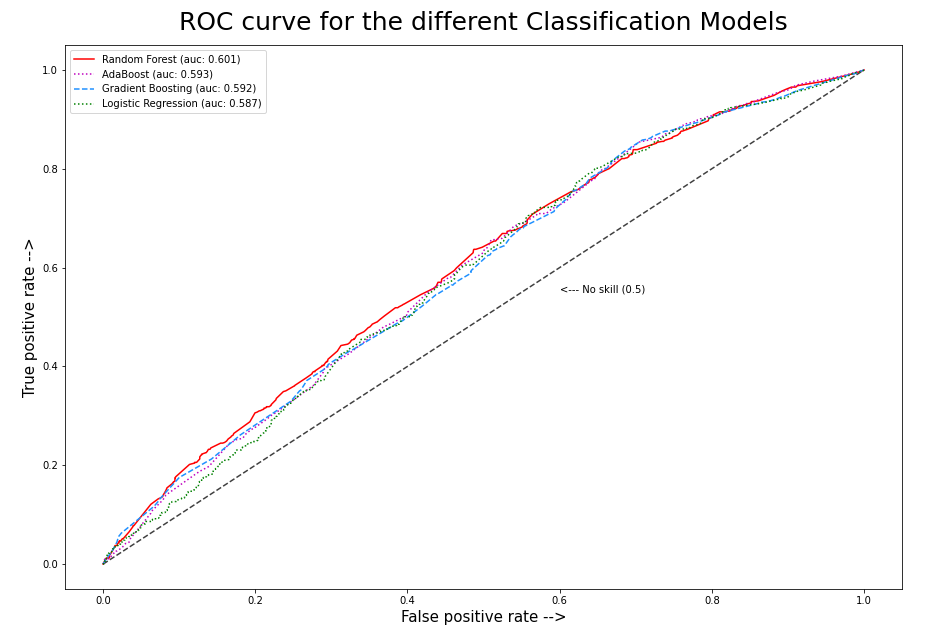 ROC curve for the different Classification Models
Random Forest (auc: 0.601)
AdaBoost (auc: 0.593)
Gradient Boosting (auc: 0.592)
Logistic Regression (auc: 0.587)
1.0
0.8
0.6
0.4
0.2
0.0
True positive rate -->
<--- No skill (0.5)
0.0 0.2 0.4 0.6 0.8 1.0
False positive rate -->